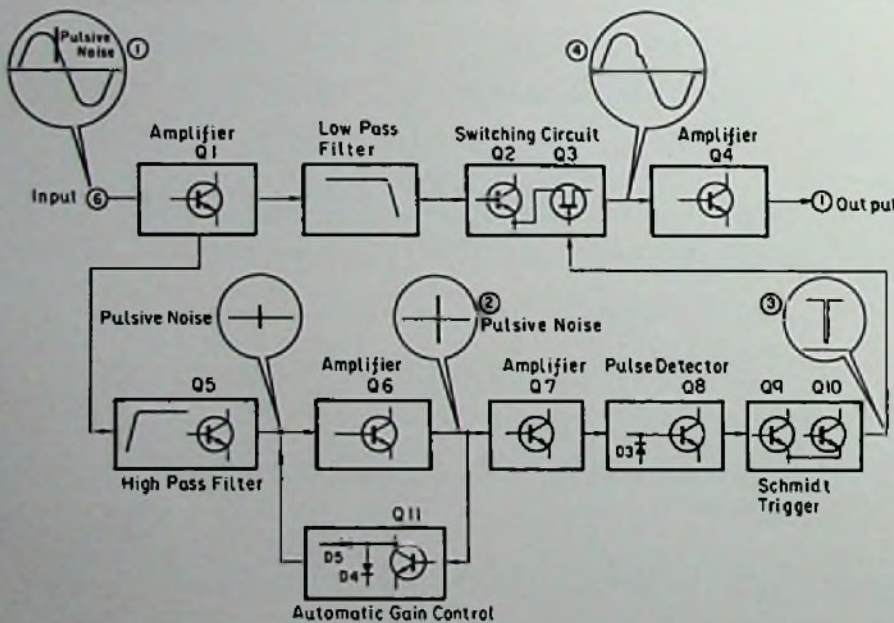 Pulsive
Noise
①
④
Amplifier
Q1
Low Pass
Filter
Switching Circuit
Q2 Q3
Amplifier
Q4
Input ⑥
① Output
Pulsive Noise
②
Pulsive Noise
③
Q5
High Pass Filter
Amplifier
Q6
Amplifier
Q7
Pulse Detector
Q8
D3
Q9 Q10
Schmidt
Trigger
Q11
D5
D4
Automatic Gain Control